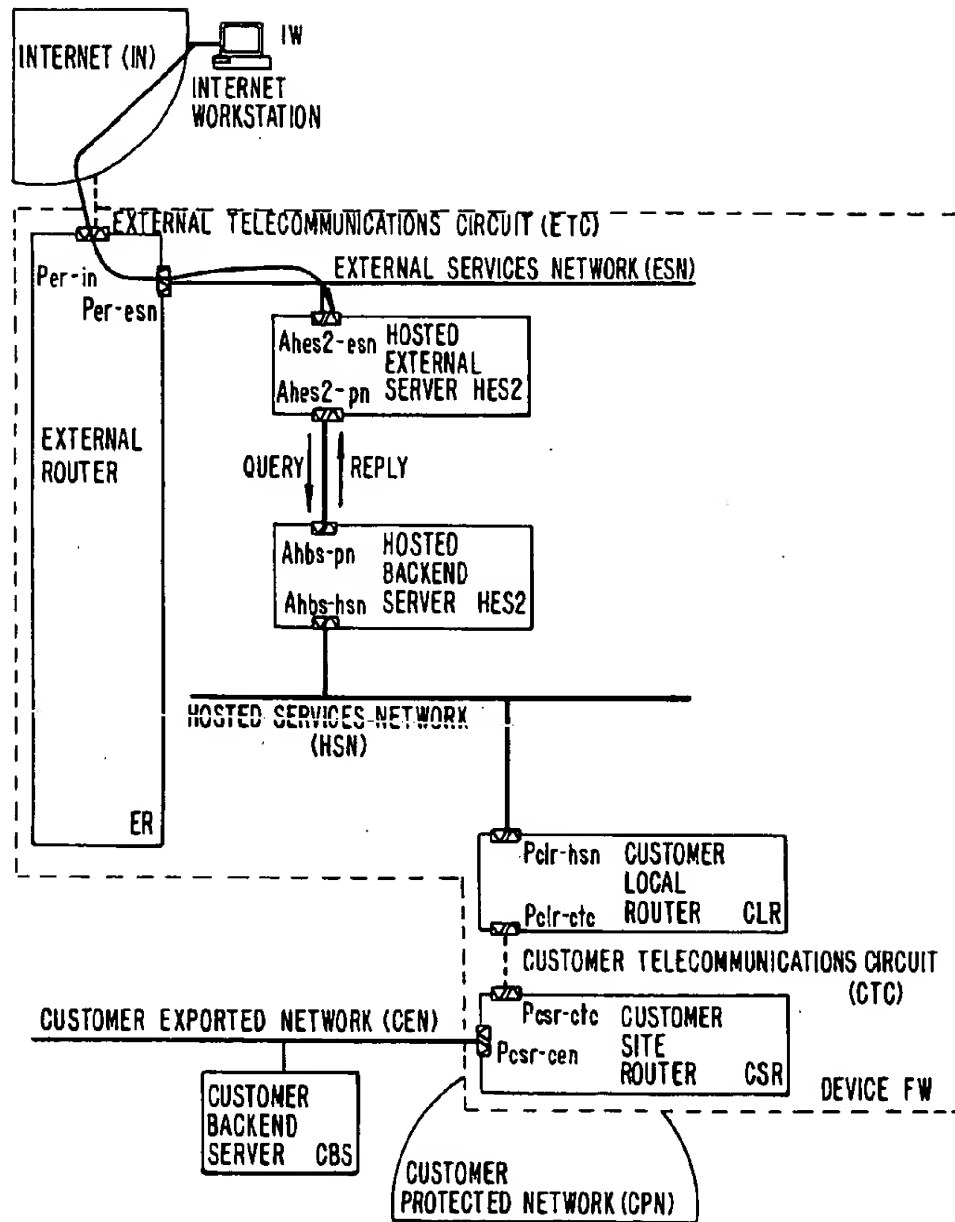 INTERNET (IN)
IW
INTERNET
WORKSTATION
EXTERNAL TELECOMMUNICATIONS CIRCUIT (ETC)
Per-in
EXTERNAL SERVICES NETWORK (ESN)
Per-esn
Ahes2-esn HOSTED
EXTERNAL
Ahes2-pn SERVER HES2
EXTERNAL
ROUTER
QUERY REPLY
Ahbs-pn HOSTED
BACKEND
Ahbs-hsn SERVER HES2
HOSTED SERVICES NETWORK
(HSN)
ER
Pclr-hsn CUSTOMER
LOCAL
Pclr-ctc ROUTER CLR
CUSTOMER TELECOMMUNICATIONS CIRCUIT
(CTC)
CUSTOMER EXPORTED NETWORK (CEN)
Pcsr-ctc CUSTOMER
Pcsr-cen SITE
ROUTER CSR
DEVICE FW
CUSTOMER
BACKEND
SERVER CBS
CUSTOMER
PROTECTED NETWORK (CPN)